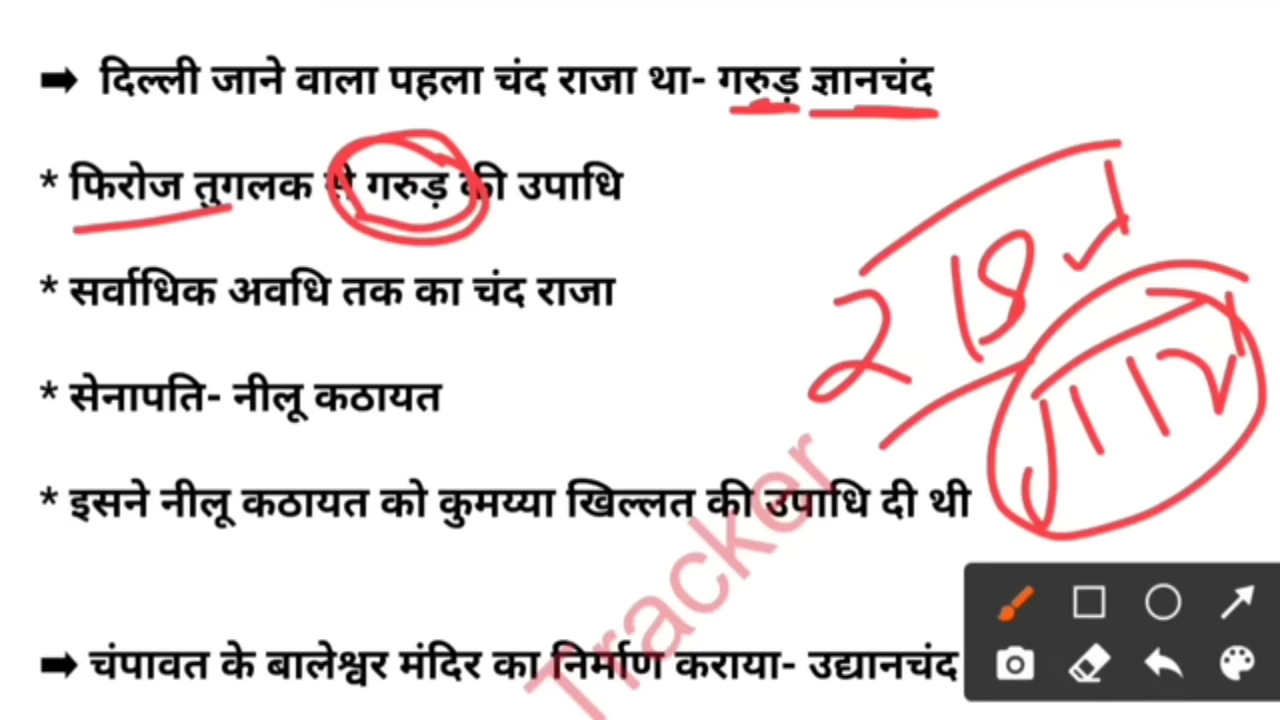 ➡ दिल्ली जाने वाला पहला चंद राजा था- गरुड़ ज्ञानचंद
* फिरोज तुगलक से गरुड़ की उपाधि
* सर्वाधिक अवधि तक का चंद राजा
* सेनापति- नीलू कठायत
* इसने नीलू कठायत को कुमय्या खिल्लत की उपाधि दी थी
➡ चंपावत के बालेश्वर मंदिर का निर्माण कराया- उद्यानचंद
Tracker